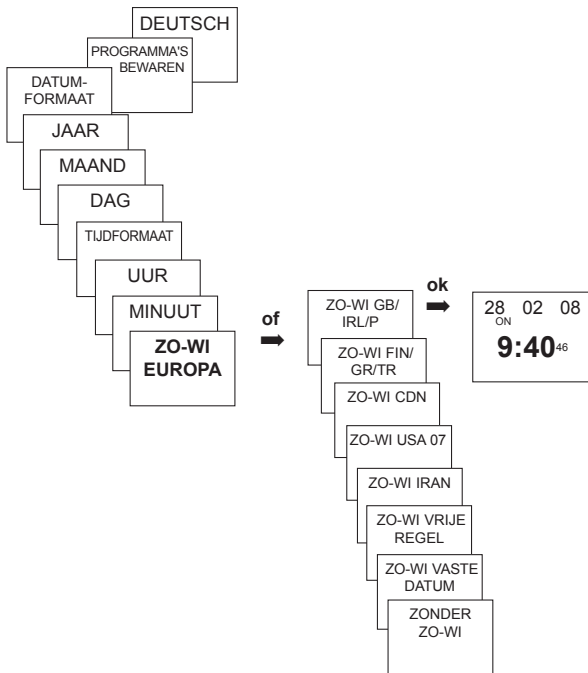 DEUTSCH
PROGRAMMA'S
BEWAREN
DATUM-
FORMAAT
JAAR
MAAND
DAG
TIJDFORMAAT
UUR
MINUUT
ZO-WI
EUROPA
of
ZO-WI GB/
IRL/P
ZO-WI FIN/
GR/TR
ZO-WI CDN
ZO-WI USA 07
ZO-WI IRAN
ZO-WI VRIJE
REGEL
ZO-WI VASTE
DATUM
ZONDER
ZO-WI
ok
28 02 08
ON
9:40 46